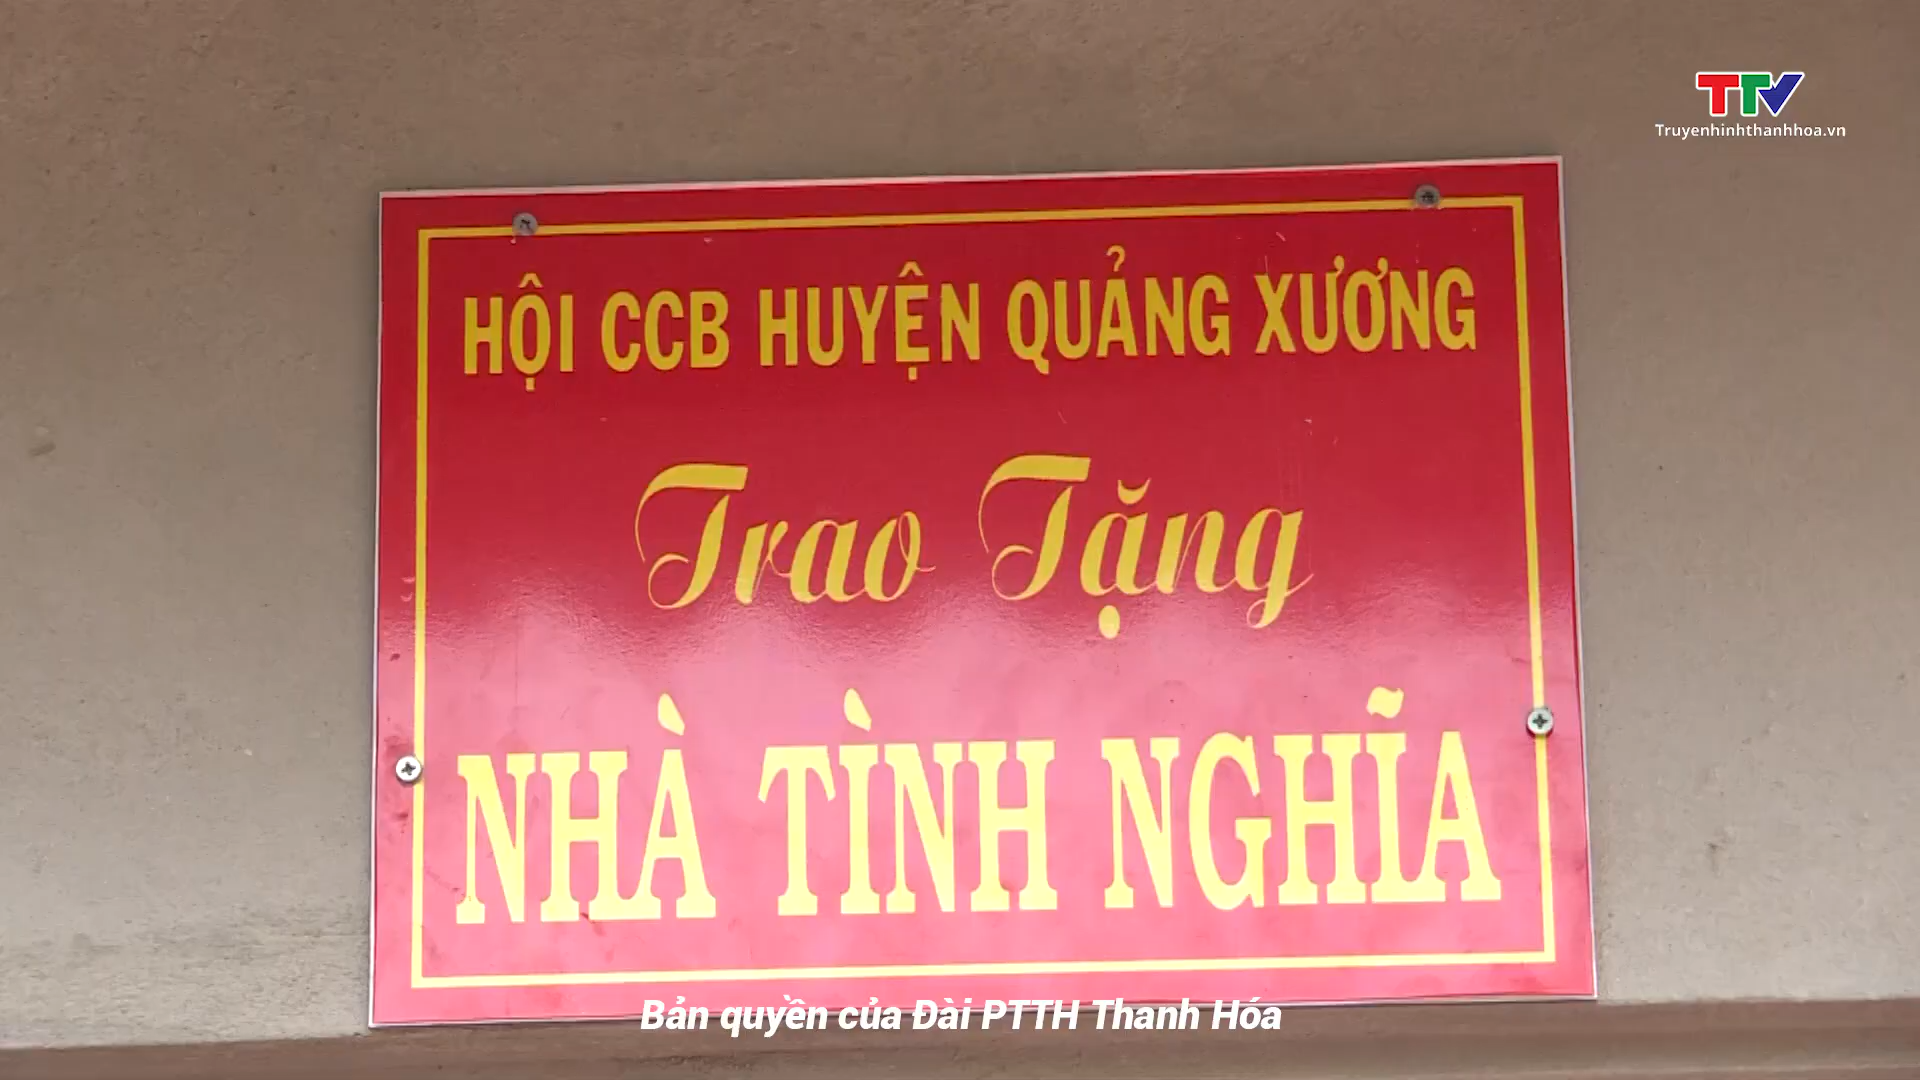 TTV
Truyenhinhthanhhoa.vn
HỘI CCB HUYỆN QUẢNG XƯƠNG
Trao Tặng
NHÀ TÌNH NGHĨA
Bản quyền của Đài PTTH Thanh Hóa